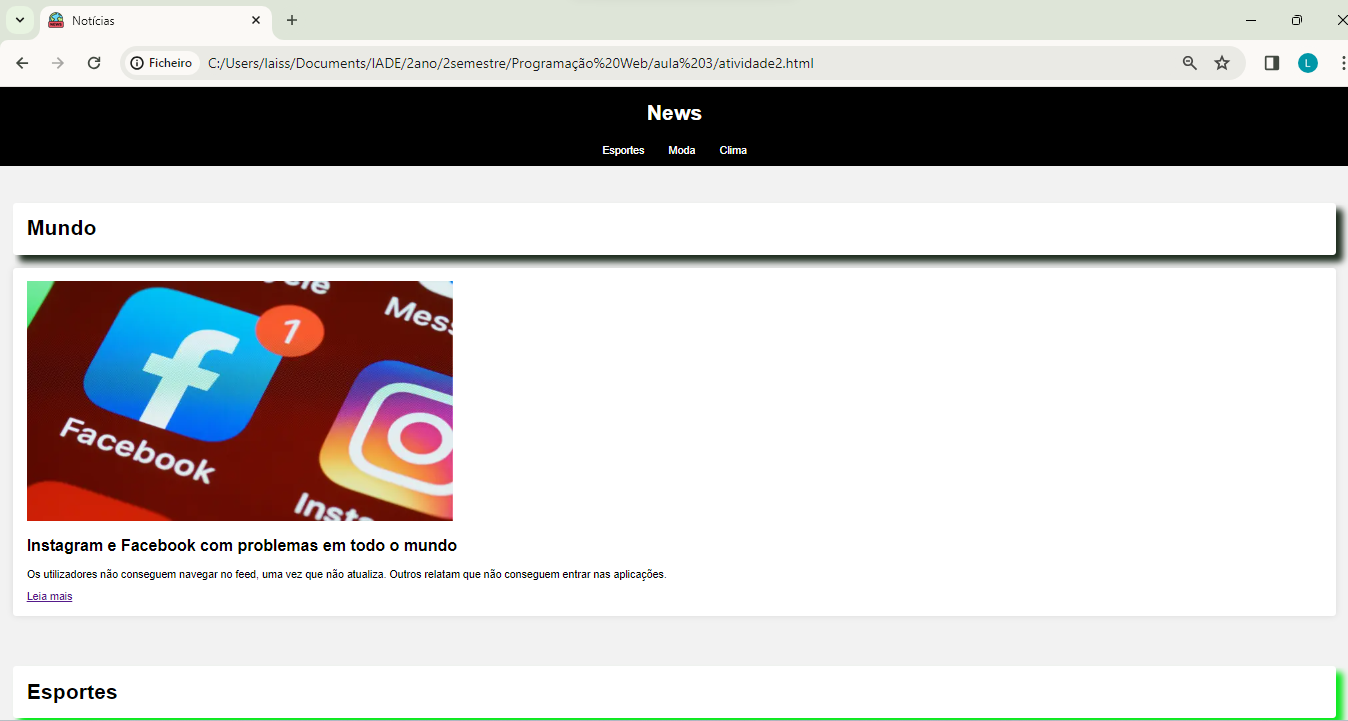 Notícias
Ficheiro
C:/Users/laiss/Documents/IADE/2ano/2semestre/Programação%20Web/aula%203/atividade2.html
L
News
Esportes Moda Clima
Mundo
1
Facebook
Instagram e Facebook com problemas em todo o mundo
Os utilizadores não conseguem navegar no feed, uma vez que não atualiza. Outros relatam que não conseguem entrar nas aplicações.
Leia mais
Esportes